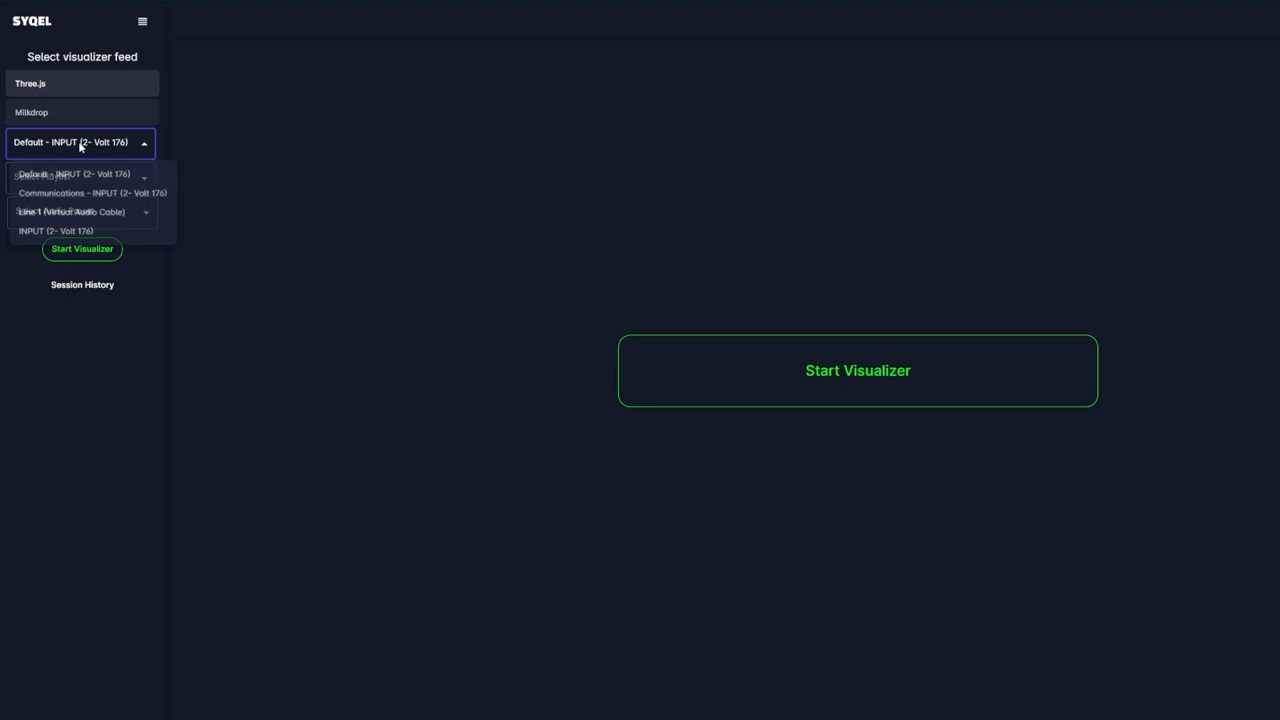 SYQEL
Select visualizer feed
Three.js
Milkdrop
Default - INPUT (2- Volt 176)
Default - INPUT (2- Volt 176)
Communications - INPUT (2- Volt 176)
Line 1 (Virtual Audio Cable)
INPUT (2- Volt 176)
Start Visualizer
Session History
Start Visualizer